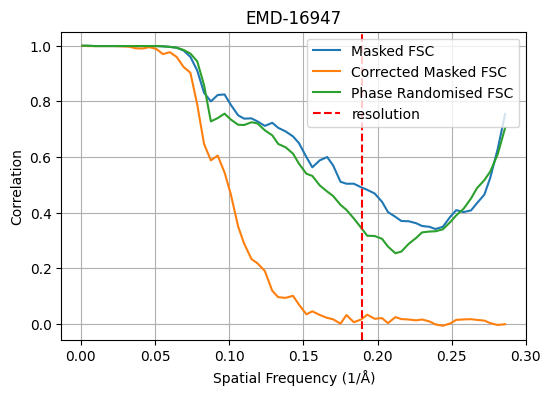 EMD-16947
Masked FSC
Corrected Masked FSC
Phase Randomised FSC
resolution
Correlation
1.0
0.8
0.6
0.4
0.2
0.0
0.00 0.05 0.10 0.15 0.20 0.25 0.30
Spatial Frequency (1/Å)